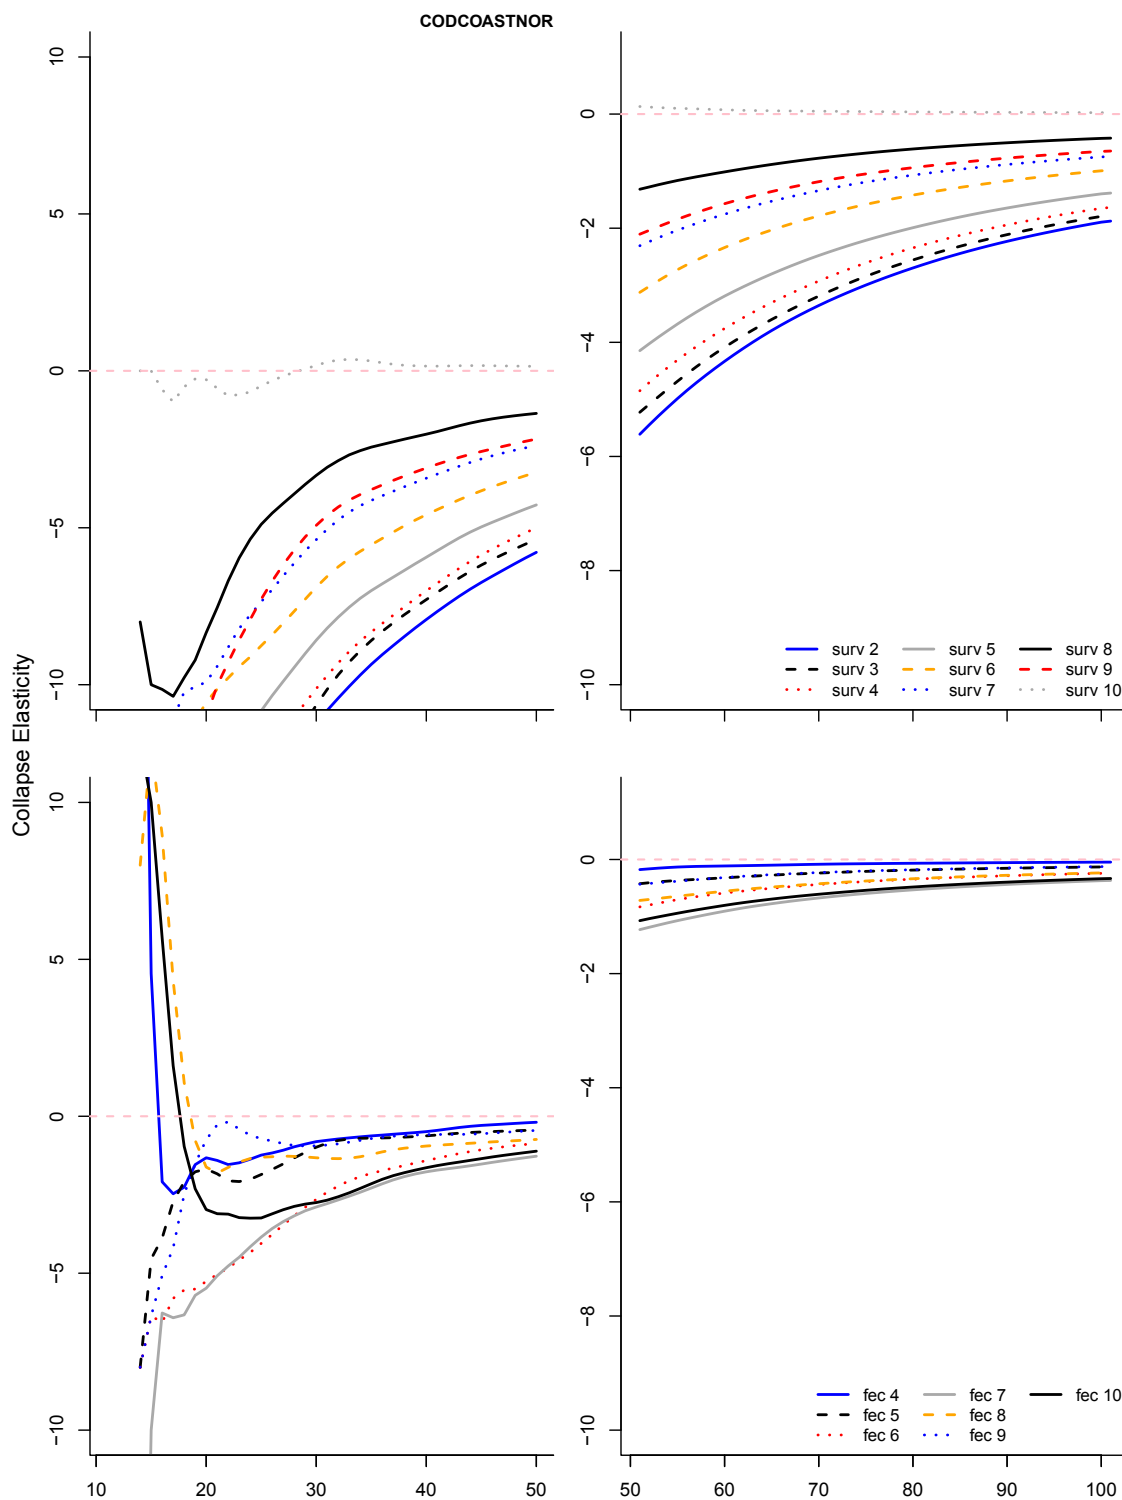 CODCOASTNOR
Collapse Elasticity
10
5
0
−5
−10
0
−2
−4
−6
−8
−10
surv 2 surv 5 surv 8
surv 3 surv 6 surv 9
surv 4 surv 7 surv 10
10
5
0
−5
−10
10 20 30 40 50
0
−2
−4
−6
−8
−10
fec 4 fec 7 fec 10
fec 5 fec 8
fec 6 fec 9
50 60 70 80 90 100